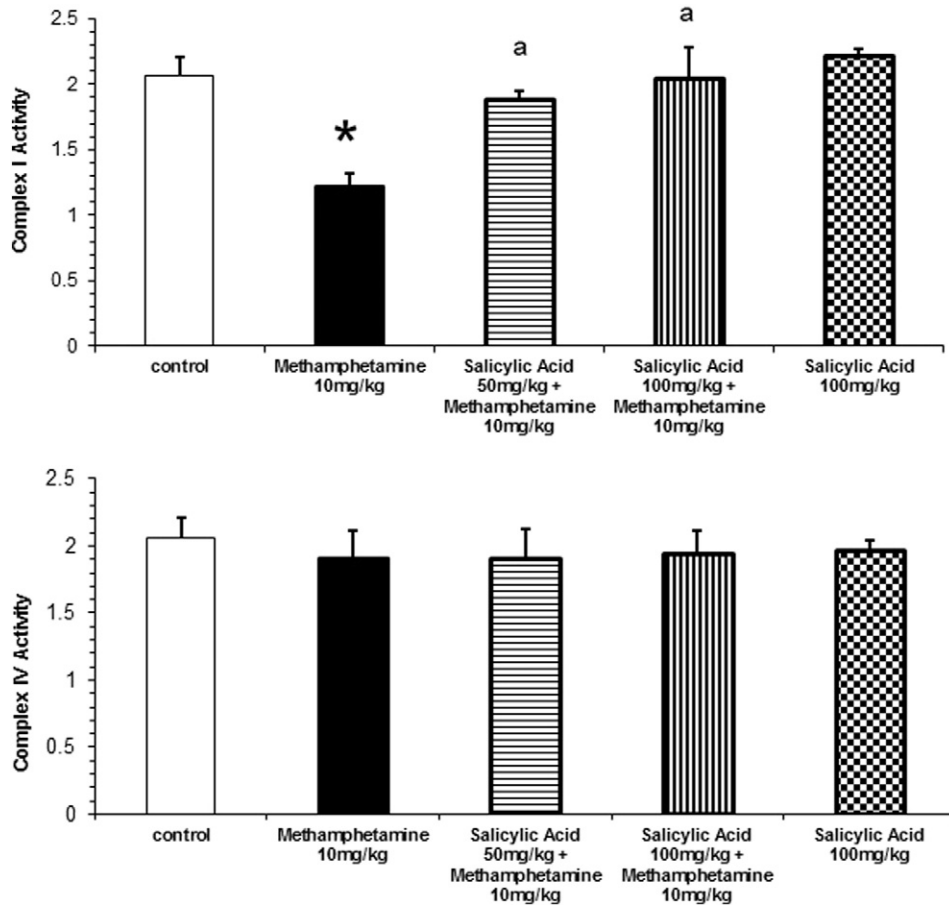 2.5
2
1.5
1
0.5
0
Complex I Activity
*
a
a
control
Methamphetamine
10mg/kg
Salicylic Acid
50mg/kg +
Methamphetamine
10mg/kg
Salicylic Acid
100mg/kg +
Methamphetamine
10mg/kg
Salicylic Acid
100mg/kg
2.5
2
1.5
1
0.5
0
Complex IV Activity
control
Methamphetamine
10mg/kg
Salicylic Acid
50mg/kg +
Methamphetamine
10mg/kg
Salicylic Acid
100mg/kg +
Methamphetamine
10mg/kg
Salicylic Acid
100mg/kg